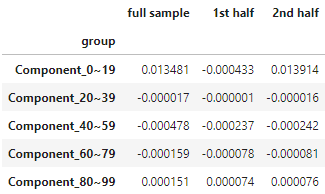 full sample 1st half 2nd half
group
Component_0~19 0.013481 -0.000433 0.013914
Component_20~39 -0.000017 -0.000001 -0.000016
Component_40~59 -0.000478 -0.000237 -0.000242
Component_60~79 -0.000159 -0.000078 -0.000081
Component_80~99 0.000151 0.000074 0.000076